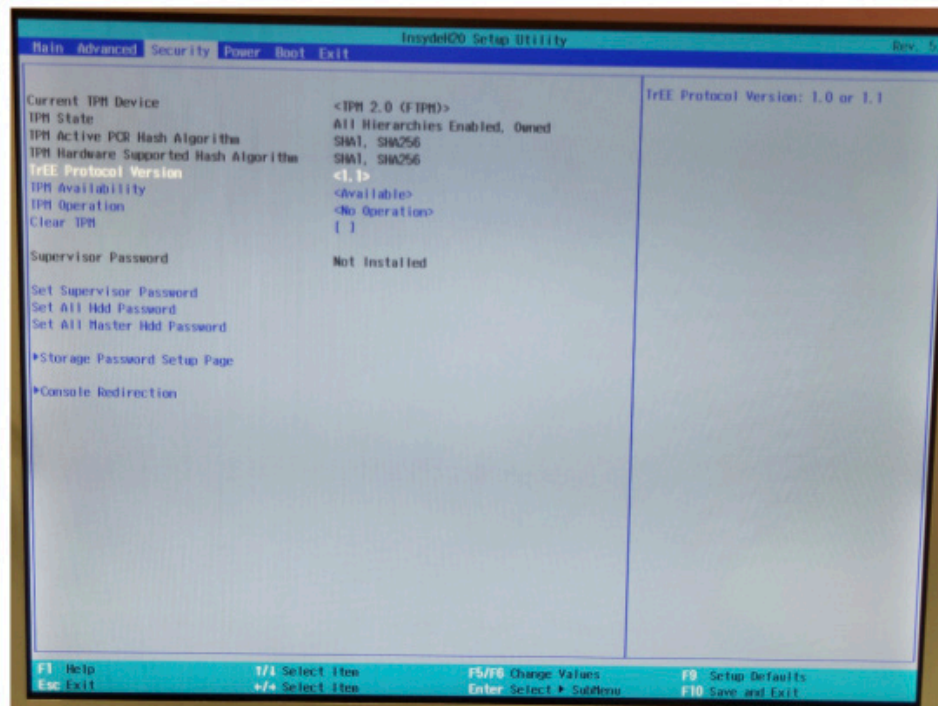 InsydeH20 Setup Utility Rev. 5
Main Advanced Security Power Boot Exit
Current TPM Device <TPM 2.0 (FTPM)>
TPM State All Hierarchies Enabled, Owned
TPM Active PCR Hash Algorithm SHA1, SHA256
TPM Hardware Supported Hash Algorithm SHA1, SHA256
TrEE Protocol Version <1.1>
TPM Availability <Available>
TPM Operation <No Operation>
Clear TPM [ ]
Supervisor Password Not Installed
Set Supervisor Password
Set All Hdd Password
Set All Master Hdd Password
▸Storage Password Setup Page
▸Console Redirection
TrEE Protocol Version: 1.0 or 1.1
F1 Help ↑/↓ Select Item F5/F6 Change Values F9 Setup Defaults
Esc Exit ←/→ Select Item Enter Select ▸ SubMenu F10 Save and Exit